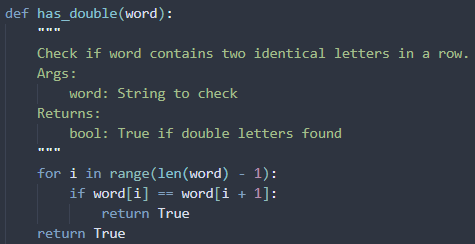 def has_double(word):
    """
    Check if word contains two identical letters in a row.
    Args:
        word: String to check
    Returns:
        bool: True if double letters found
    """
    for i in range(len(word) - 1):
        if word[i] == word[i + 1]:
            return True
    return True